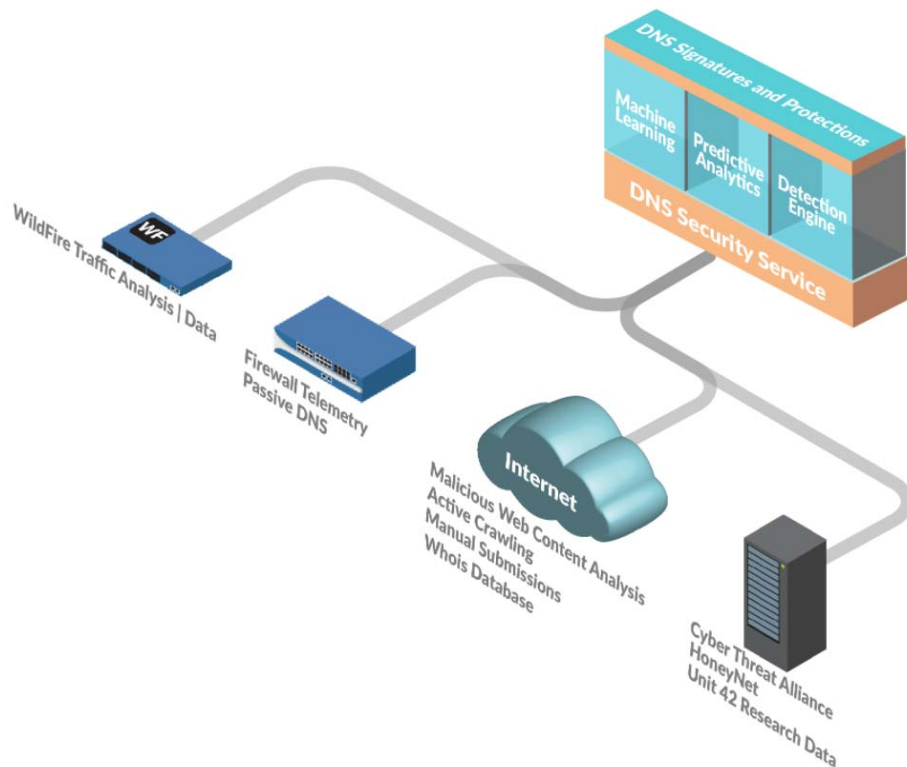 DNS Signatures and Protections
Machine
Learning
Predictive
Analytics
Detection
Engine
DNS Security Service
WF
WildFire Traffic Analysis | Data
Firewall Telemetry
Passive DNS
Internet
Malicious Web Content Analysis
Active Crawling
Manual Submissions
Whois Database
Cyber Threat Alliance
HoneyNet
Unit 42 Research Data